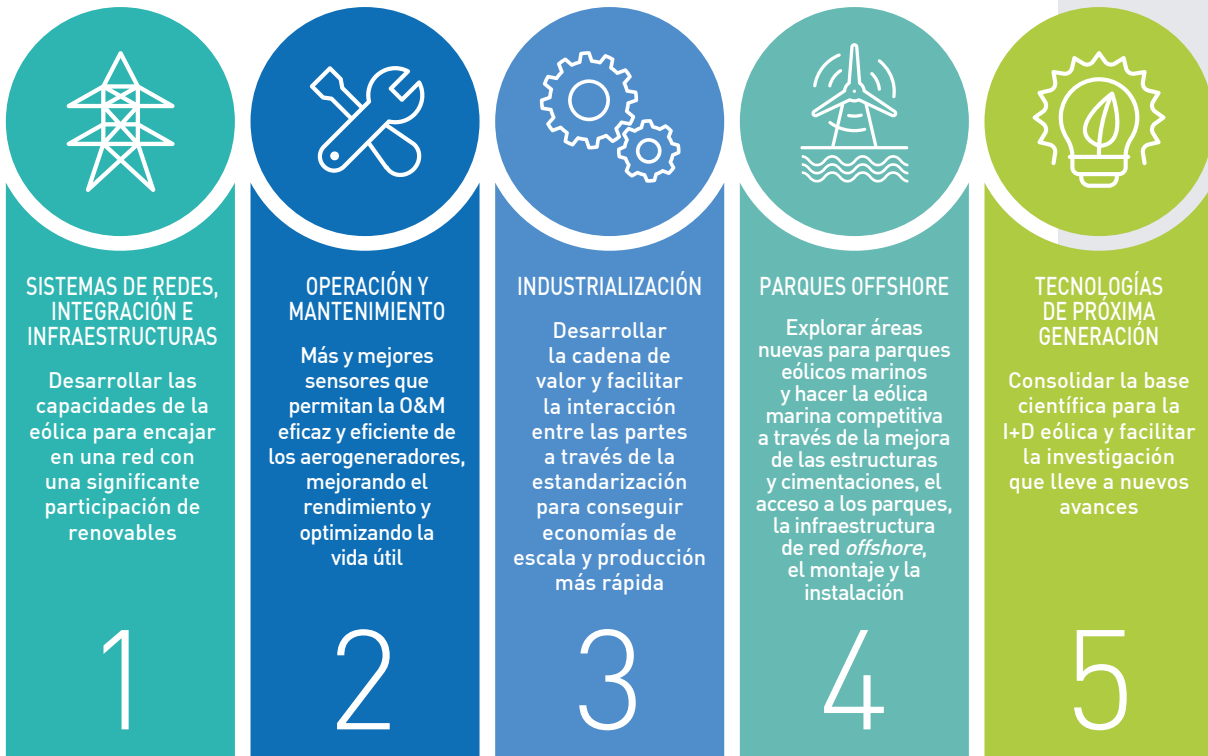 SISTEMAS DE REDES,
INTEGRACIÓN E
INFRAESTRUCTURAS
Desarrollar las
capacidades de la
eólica para encajar
en una red con
una significante
participación de
renovables
1
OPERACIÓN Y
MANTENIMIENTO
Más y mejores
sensores que
permitan la O&M
eficaz y eficiente de
los aerogeneradores,
mejorando el
rendimiento y
optimizando la
vida útil
2
INDUSTRIALIZACIÓN
Desarrollar
la cadena de
valor y facilitar
la interacción
entre las partes
a través de la
estandarización
para conseguir
economías de
escala y producción
más rápida
3
PARQUES OFFSHORE
Explorar áreas
nuevas para parques
eólicos marinos
y hacer la eólica
marina competitiva
a través de la mejora
de las estructuras
y cimentaciones, el
acceso a los parques,
la infraestructura
de red offshore,
el montaje y la
instalación
4
TECNOLOGÍAS
DE PRÓXIMA
GENERACIÓN
Consolidar la base
científica para la
I+D eólica y facilitar
la investigación
que lleve a nuevos
avances
5